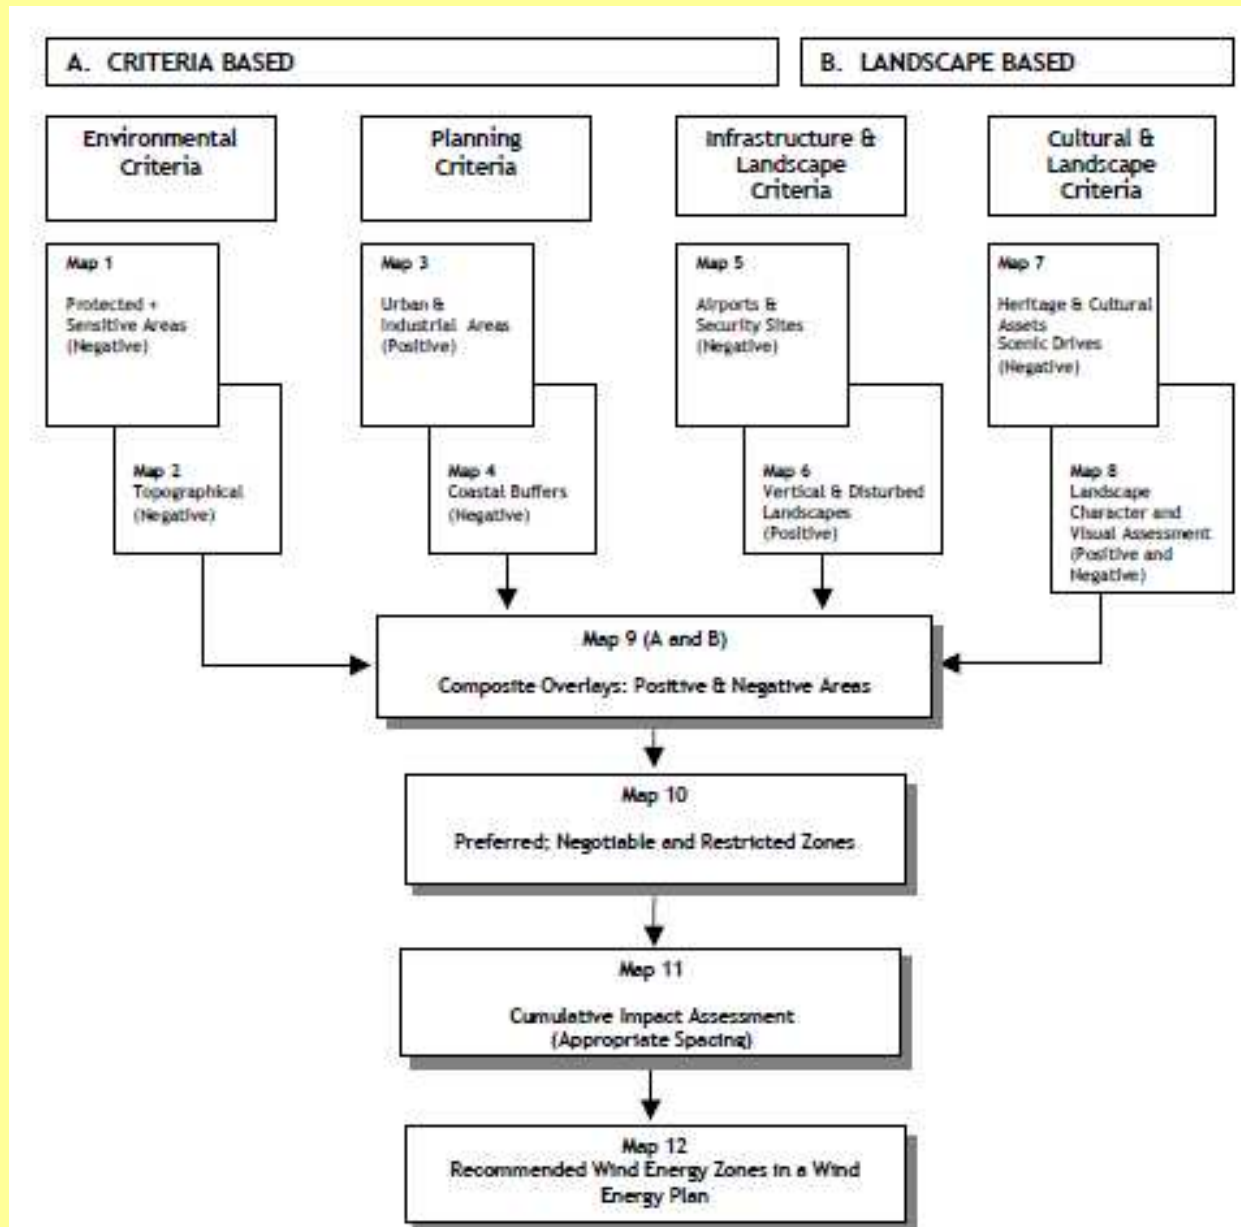 A. CRITERIA BASED
B. LANDSCAPE BASED
Environmental
Criteria
Planning
Criteria
Infrastructure &
Landscape
Criteria
Cultural &
Landscape
Criteria
Map 1
Protected +
Sensitive Areas
(Negative)
Map 2
Topographical
(Negative)
Map 3
Urban &
Industrial Areas
(Positive)
Map 4
Coastal Buffers
(Negative)
Map 5
Airports &
Security Sites
(Negative)
Map 6
Vertical & Disturbed
Landscapes
(Positive)
Map 7
Heritage & Cultural
Assets
Scenic Drives
(Negative)
Map 8
Landscape
Character and
Visual Assessment
(Positive and
Negative)
Map 9 (A and B)
Composite Overlays: Positive & Negative Areas
Map 10
Preferred; Negotiable and Restricted Zones
Map 11
Cumulative Impact Assessment
(Appropriate Spacing)
Map 12
Recommended Wind Energy Zones in a Wind
Energy Plan